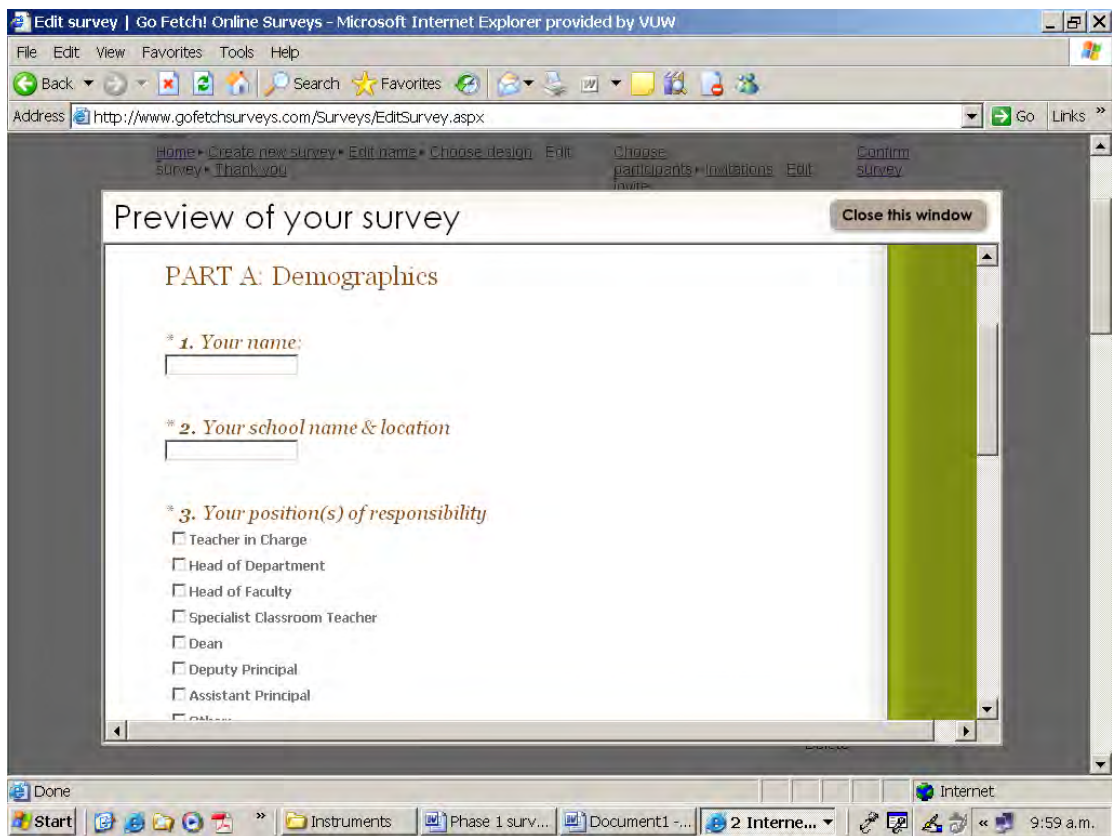 Edit survey | Go Fetch! Online Surveys - Microsoft Internet Explorer provided by VUW
File Edit View Favorites Tools Help
Back Search Favorites
Address http://www.gofetchsurveys.com/Surveys/EditSurvey.aspx Go Links »
Home • Create new survey • Edit name • Choose design Edit Choose Confirm
survey • Thank you participants • Invitations Edit survey
invite
Preview of your survey Close this window
PART A: Demographics
* 1. Your name:
* 2. Your school name & location
* 3. Your position(s) of responsibility
Teacher in Charge
Head of Department
Head of Faculty
Specialist Classroom Teacher
Dean
Deputy Principal
Assistant Principal
Other
Delete
Done Internet
Start » Instruments Phase 1 surv... Document1 -... 2 Interne... « 9:59 a.m.